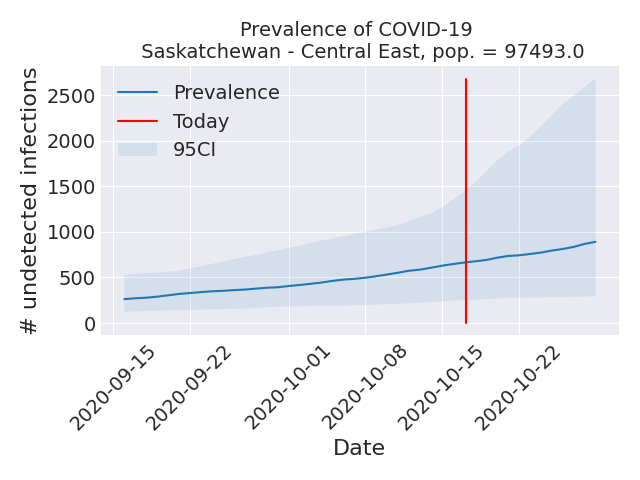 Prevalence of COVID-19
Saskatchewan - Central East, pop. = 97493.0
# undetected infections
2500
2000
1500
1000
500
0
Prevalence
Today
95CI
2020-09-15
2020-09-22
2020-10-01
2020-10-08
2020-10-15
2020-10-22
Date